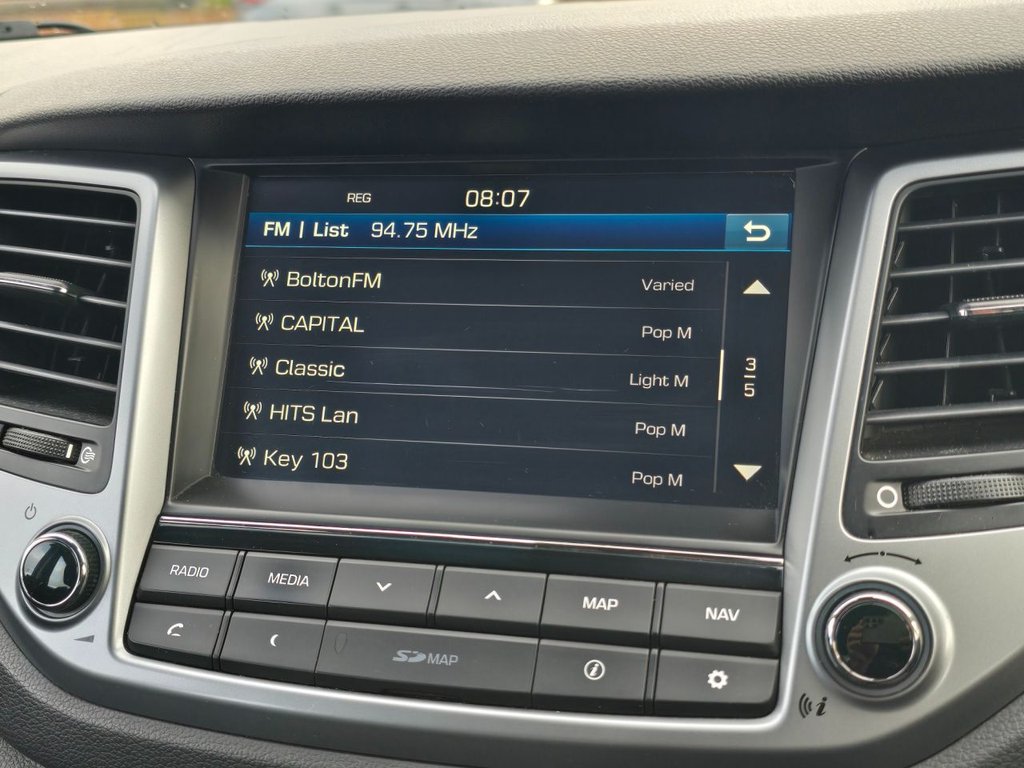 REG 08:07
FM | List 94.75 MHz
BoltonFM Varied
CAPITAL Pop M
Classic Light M
3
5
HITS Lan Pop M
Key 103 Pop M
RADIO MEDIA MAP NAV
SD MAP i
i